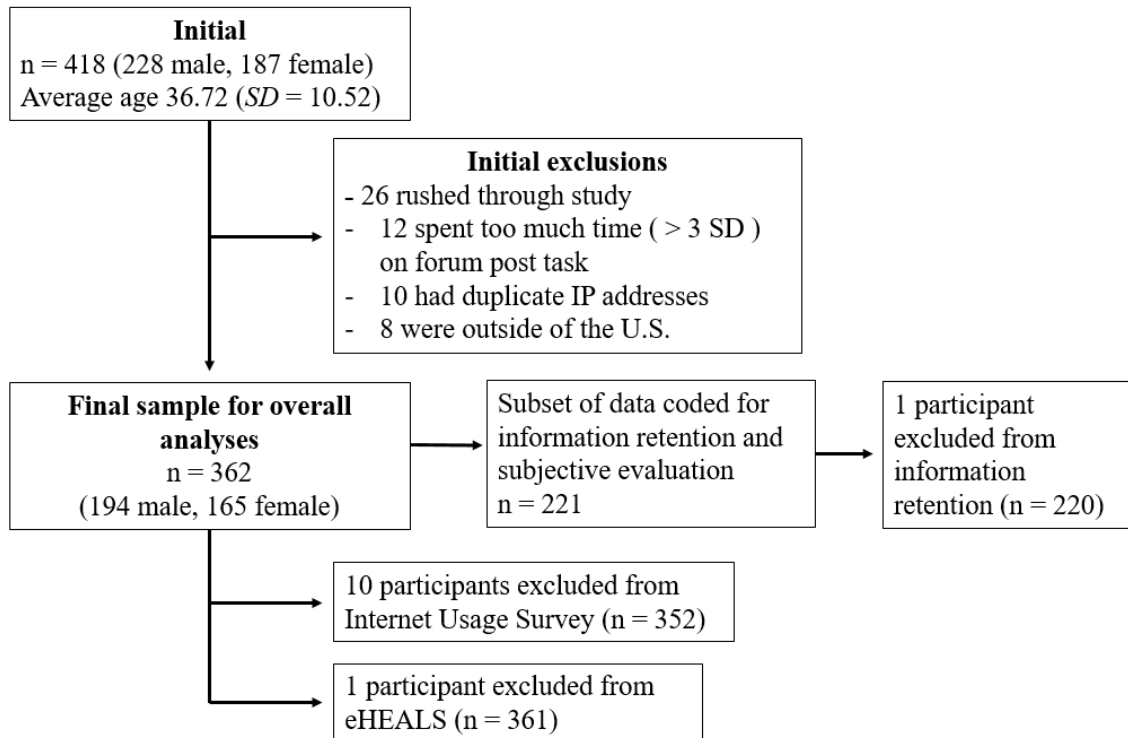 Initial
n = 418 (228 male, 187 female)
Average age 36.72 (SD = 10.52)
Initial exclusions
- 26 rushed through study
- 12 spent too much time ( > 3 SD )
on forum post task
- 10 had duplicate IP addresses
- 8 were outside of the U.S.
Final sample for overall
analyses
n = 362
(194 male, 165 female)
Subset of data coded for
information retention and
subjective evaluation
n = 221
1 participant
excluded from
information
retention (n = 220)
10 participants excluded from
Internet Usage Survey (n = 352)
1 participant excluded from
eHEALS (n = 361)